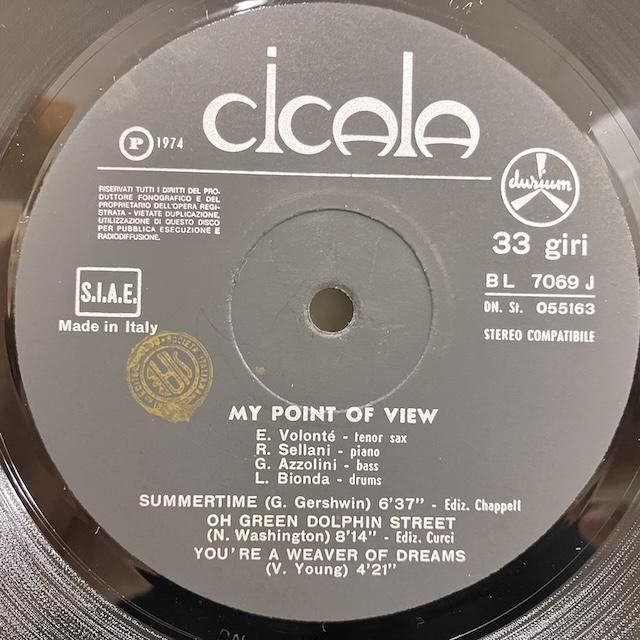 cicala
P 1974
RISERVATI TUTTI I DIRITTI DEL PRO-
DUTTORE FONOGRAFICO E DEL
PROPRIETARIO DELL'OPERA REGI-
STRATA - VIETATE DUPLICAZIONE,
UTILIZZAZIONE DI QUESTO DISCO
PER PUBBLICA ESECUZIONE E
RADIODIFFUSIONE.
durium
33 giri
BL 7069 J
DN. St. 055163
STEREO COMPATIBILE
S.I.A.E.
Made in Italy
MY POINT OF VIEW
E. Volonté - tenor sax
R. Sellani - piano
G. Azzolini - bass
L. Bionda - drums
SUMMERTIME (G. Gershwin) 6'37" - Ediz. Chappell
OH GREEN DOLPHIN STREET
(N. Washington) 8'14" - Ediz. Curci
YOU'RE A WEAVER OF DREAMS
(V. Young) 4'21"